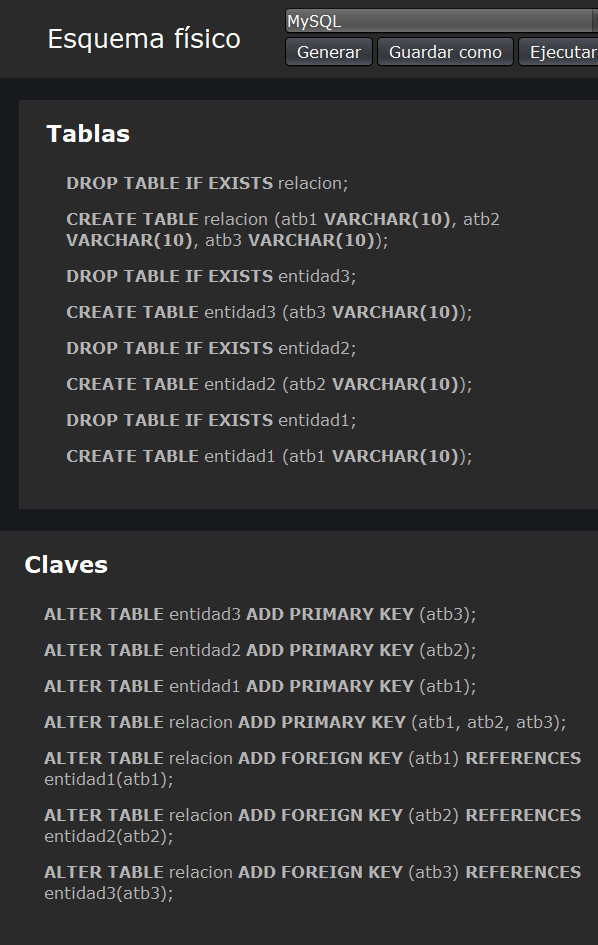 Esquema físico
MySQL
Generar
Guardar como
Ejecutar
Tablas
DROP TABLE IF EXISTS relacion;
CREATE TABLE relacion (atb1 VARCHAR(10), atb2
VARCHAR(10), atb3 VARCHAR(10));
DROP TABLE IF EXISTS entidad3;
CREATE TABLE entidad3 (atb3 VARCHAR(10));
DROP TABLE IF EXISTS entidad2;
CREATE TABLE entidad2 (atb2 VARCHAR(10));
DROP TABLE IF EXISTS entidad1;
CREATE TABLE entidad1 (atb1 VARCHAR(10));
Claves
ALTER TABLE entidad3 ADD PRIMARY KEY (atb3);
ALTER TABLE entidad2 ADD PRIMARY KEY (atb2);
ALTER TABLE entidad1 ADD PRIMARY KEY (atb1);
ALTER TABLE relacion ADD PRIMARY KEY (atb1, atb2, atb3);
ALTER TABLE relacion ADD FOREIGN KEY (atb1) REFERENCES
entidad1(atb1);
ALTER TABLE relacion ADD FOREIGN KEY (atb2) REFERENCES
entidad2(atb2);
ALTER TABLE relacion ADD FOREIGN KEY (atb3) REFERENCES
entidad3(atb3);